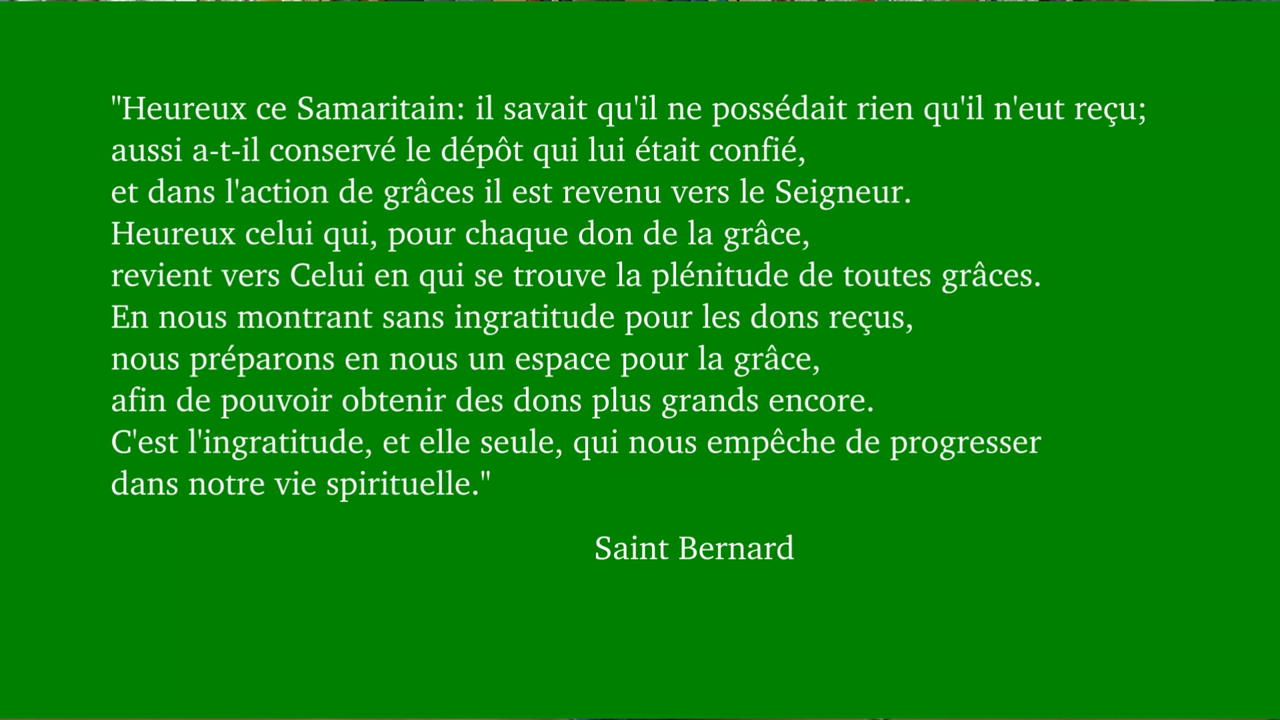 "Heureux ce Samaritain: il savait qu'il ne possédait rien qu'il n'eut reçu;
aussi a-t-il conservé le dépôt qui lui était confié,
et dans l'action de grâces il est revenu vers le Seigneur.
Heureux celui qui, pour chaque don de la grâce,
revient vers Celui en qui se trouve la plénitude de toutes grâces.
En nous montrant sans ingratitude pour les dons reçus,
nous préparons en nous un espace pour la grâce,
afin de pouvoir obtenir des dons plus grands encore.
C'est l'ingratitude, et elle seule, qui nous empêche de progresser
dans notre vie spirituelle."
Saint Bernard